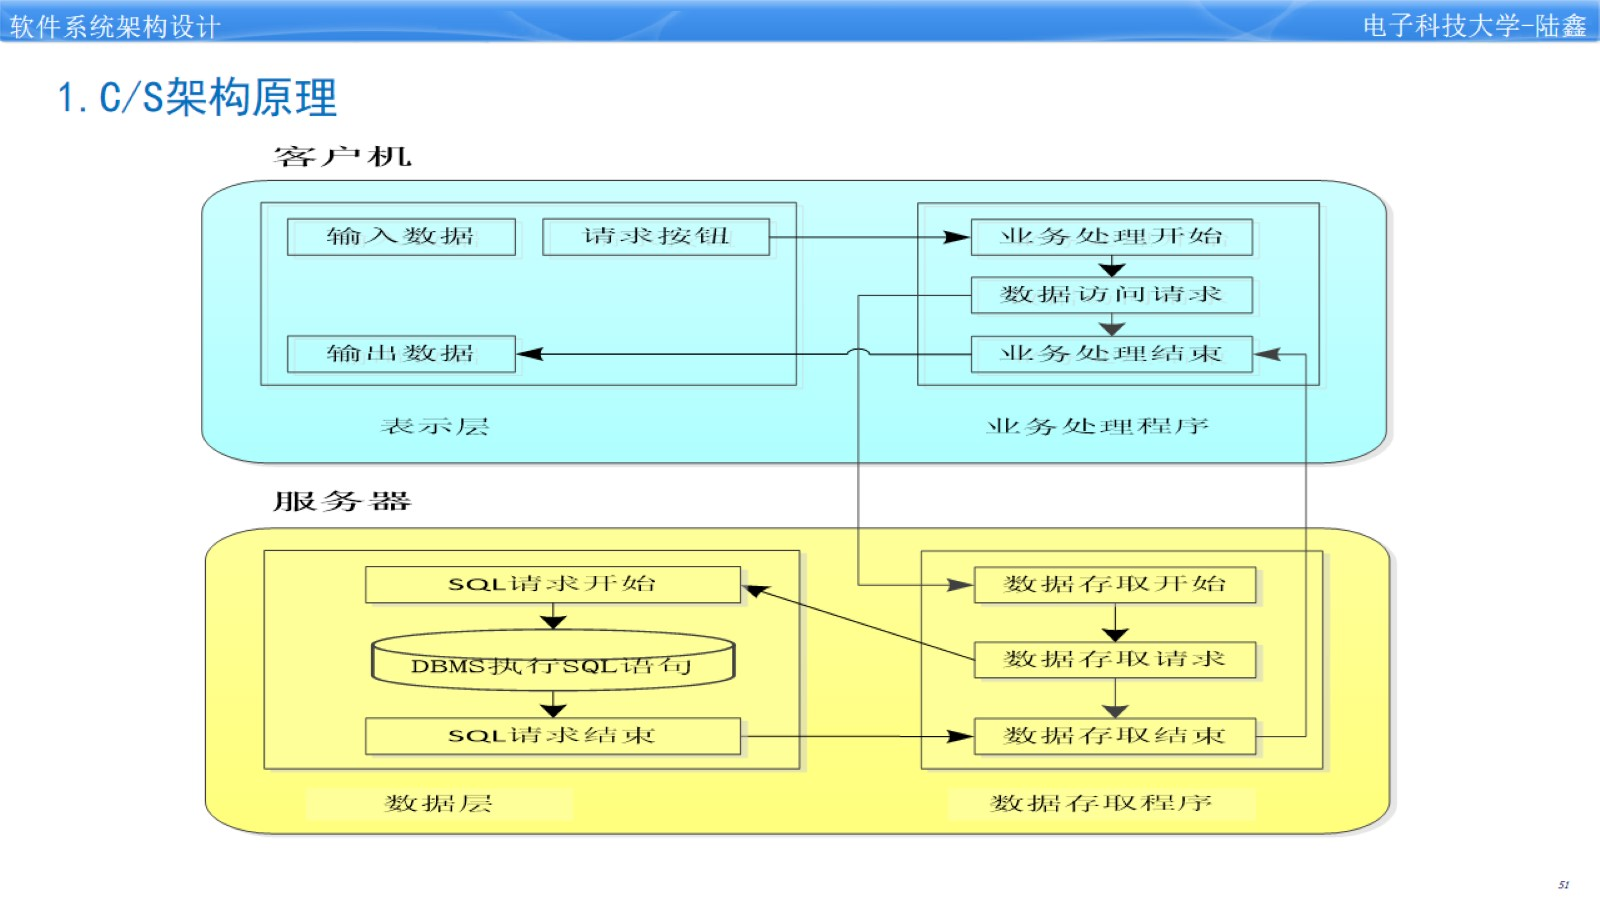 软件系统架构设计
电子科技大学-陆鑫
1.C/S架构原理
客户机
输入数据
请求按钮
业务处理开始
数据访问请求
输出数据
业务处理结束
表示层
业务处理程序
服务器
SQL请求开始
数据存取开始
DBMS执行SQL语句
数据存取请求
SQL请求结束
数据存取结束
数据层
数据存取程序
51